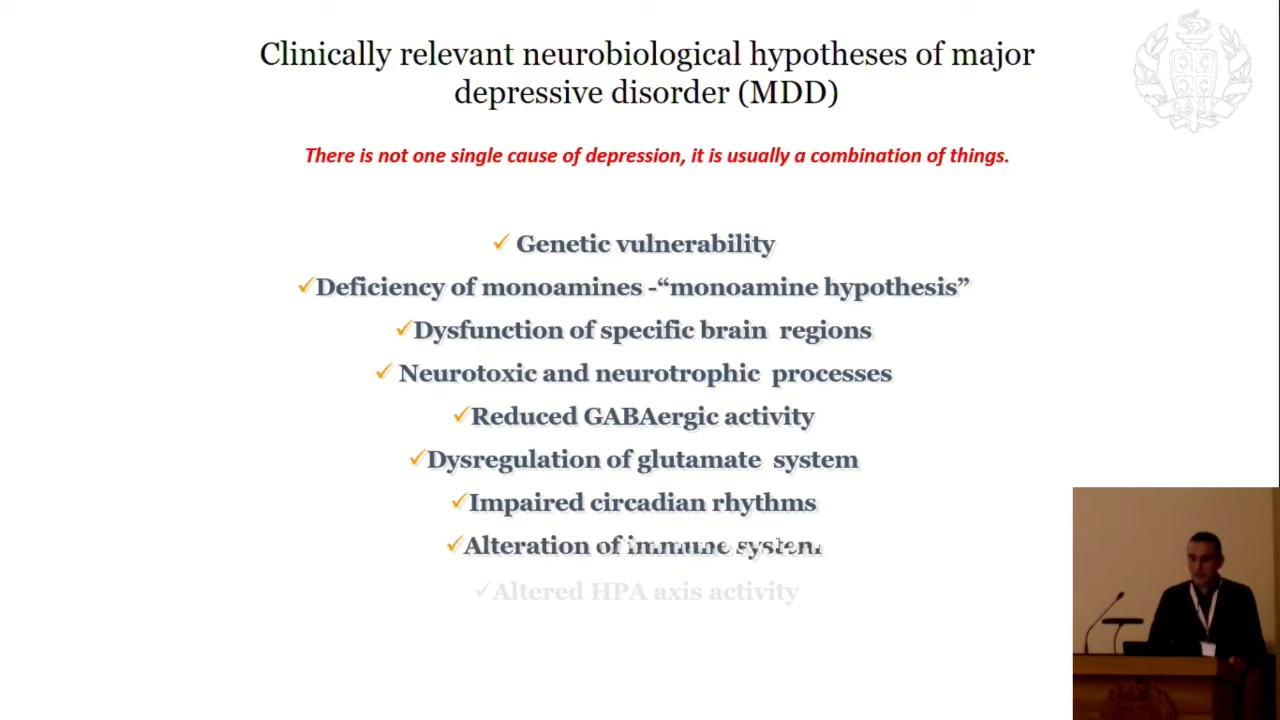 Clinically relevant neurobiological hypotheses of major
depressive disorder (MDD)
There is not one single cause of depression, it is usually a combination of things.
✓ Genetic vulnerability
✓Deficiency of monoamines -“monoamine hypothesis”
✓Dysfunction of specific brain regions
✓ Neurotoxic and neurotrophic processes
✓Reduced GABAergic activity
✓Dysregulation of glutamate system
✓Impaired circadian rhythms
✓Alteration of immune system
✓Altered HPA axis activity